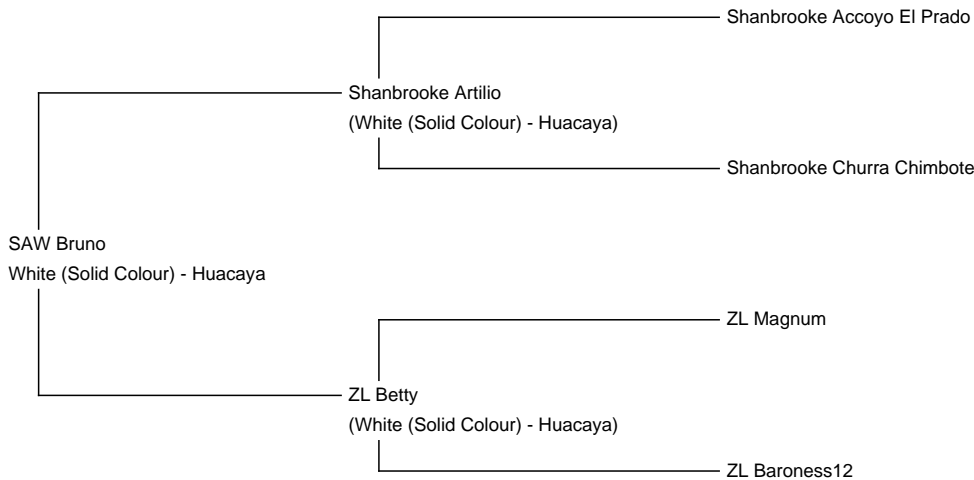 Shanbrooke Accoyo El Prado
Shanbrooke Artilio
(White (Solid Colour) - Huacaya)
Shanbrooke Churra Chimbote
SAW Bruno
White (Solid Colour) - Huacaya
ZL Magnum
ZL Betty
(White (Solid Colour) - Huacaya)
ZL Baroness12